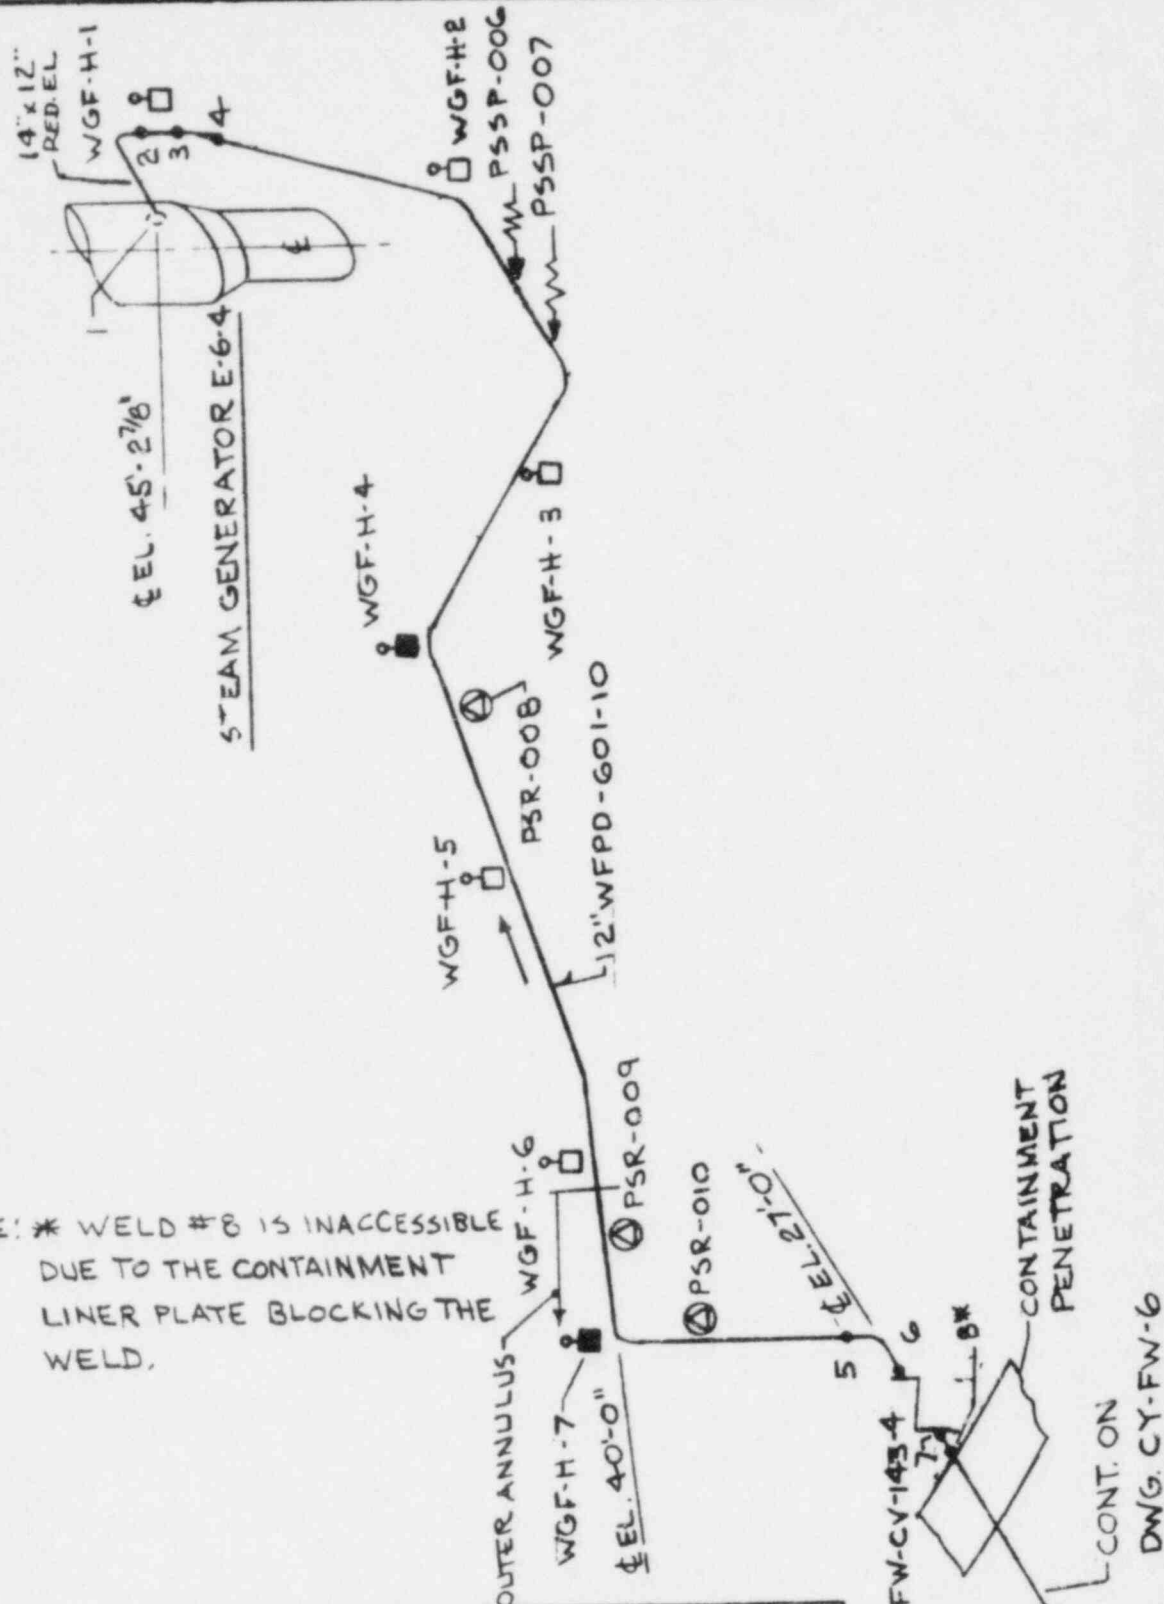 14" x 12"
RED. EL
WGF-H-1
2
3
4
1
℄ EL. 45'-2 7/8"
STEAM GENERATOR E-6-4
℄
WGF-H-2
PSSP-006
PSSP-007
WGF-H-3
WGF-H-4
PSR-008
WGF-H-5
12" WFPD-601-10
WGF-H-6
PSR-009
PSR-010
OUTER ANNULUS
WGF-H-7
℄ EL. 40'-0"
℄ EL. 27'-0"
5
6
FW-CV-143-4
7
8*
CONTAINMENT
PENETRATION
CONT. ON
DWG. CY-FW-6
E: * WELD #8 IS INACCESSIBLE
DUE TO THE CONTAINMENT
LINER PLATE BLOCKING THE
WELD.